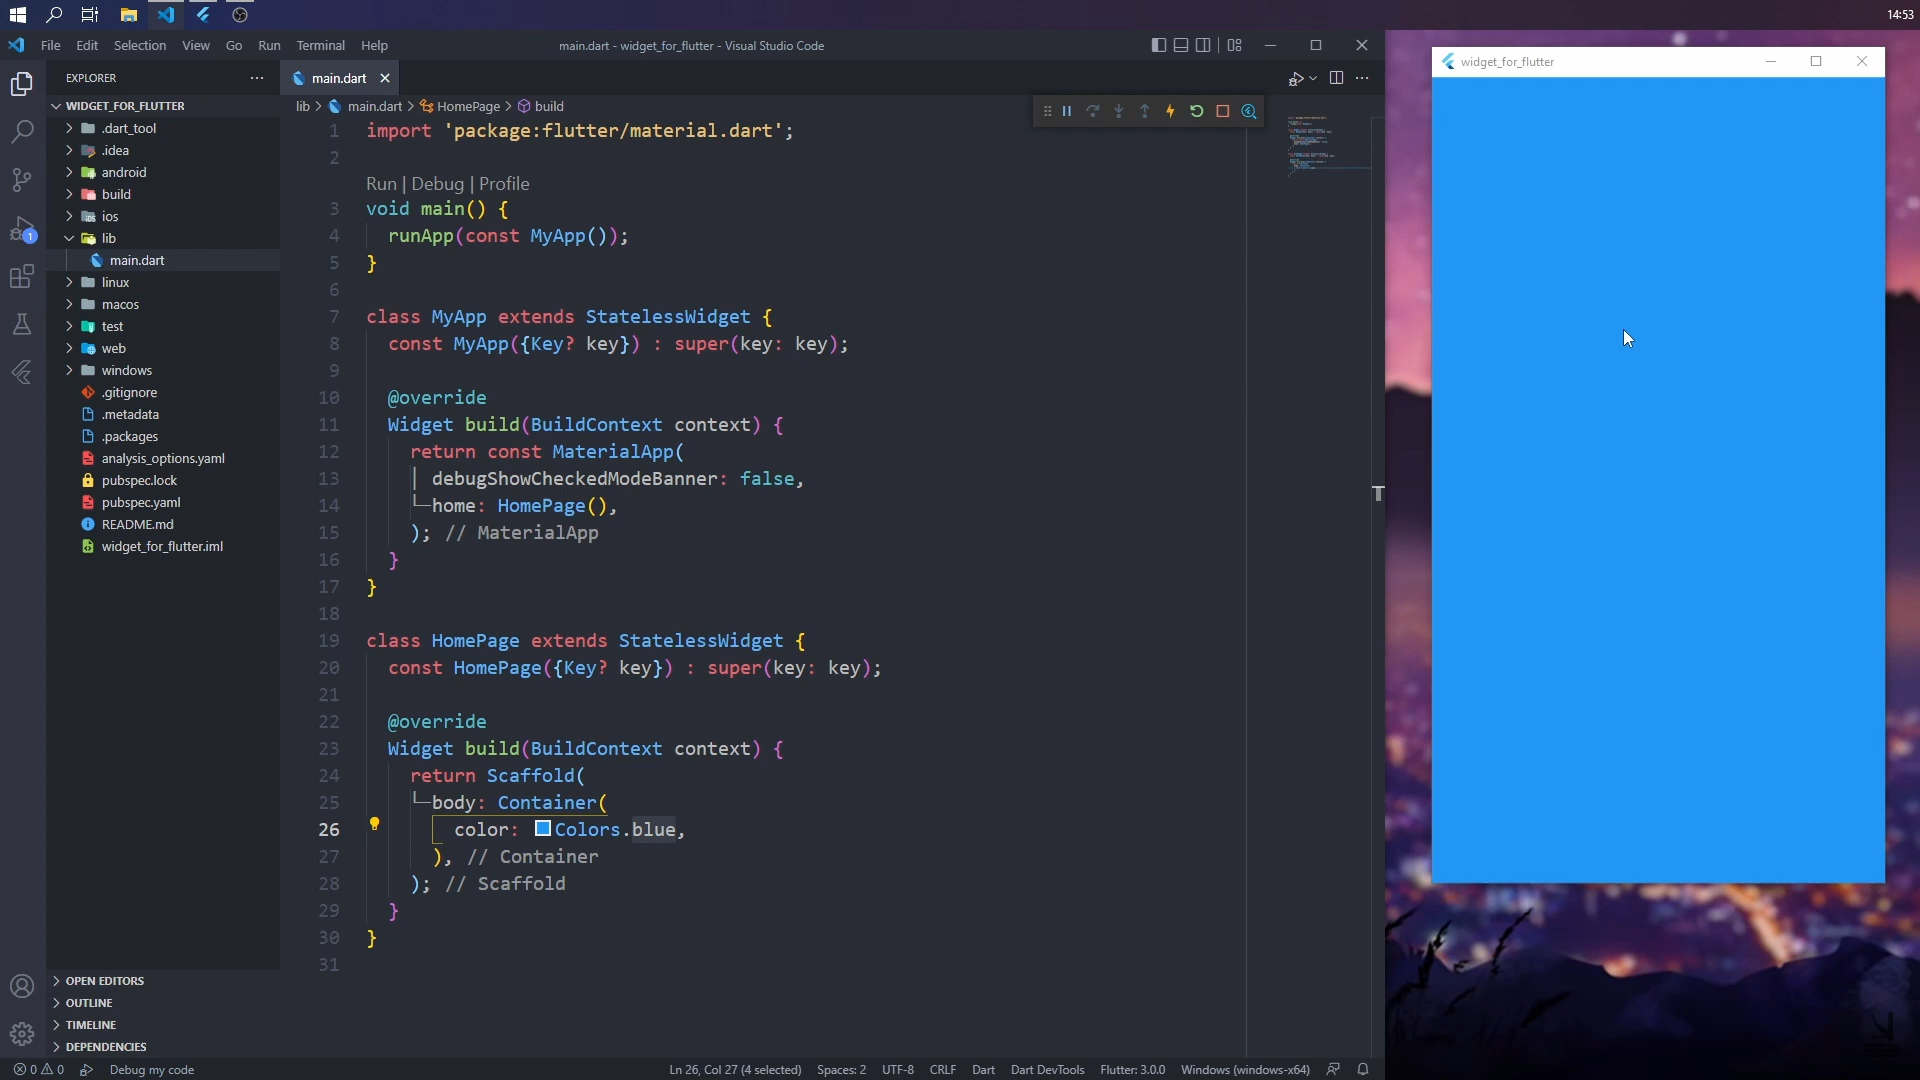 14:53
File Edit Selection View Go Run Terminal Help
main.dart - widget_for_flutter - Visual Studio Code
widget_for_flutter
EXPLORER
main.dart
WIDGET_FOR_FLUTTER
.dart_tool
.idea
android
build
ios
lib
main.dart
linux
macos
test
web
windows
.gitignore
.metadata
.packages
analysis_options.yaml
pubspec.lock
pubspec.yaml
README.md
widget_for_flutter.iml
OPEN EDITORS
OUTLINE
TIMELINE
DEPENDENCIES
lib > main.dart > HomePage > build
1 import 'package:flutter/material.dart';
2
Run | Debug | Profile
3 void main() {
4 runApp(const MyApp());
5 }
6
7 class MyApp extends StatelessWidget {
8 const MyApp({Key? key}) : super(key: key);
9
10 @override
11 Widget build(BuildContext context) {
12 return const MaterialApp(
13 debugShowCheckedModeBanner: false,
14 home: HomePage(),
15 ); // MaterialApp
16 }
17 }
18
19 class HomePage extends StatelessWidget {
20 const HomePage({Key? key}) : super(key: key);
21
22 @override
23 Widget build(BuildContext context) {
24 return Scaffold(
25 body: Container(
26 color: Colors.blue,
27 ), // Container
28 ); // Scaffold
29 }
30 }
31
1
0 0 Debug my code
Ln 26, Col 27 (4 selected) Spaces: 2 UTF-8 CRLF Dart Dart DevTools Flutter: 3.0.0 Windows (windows-x64)